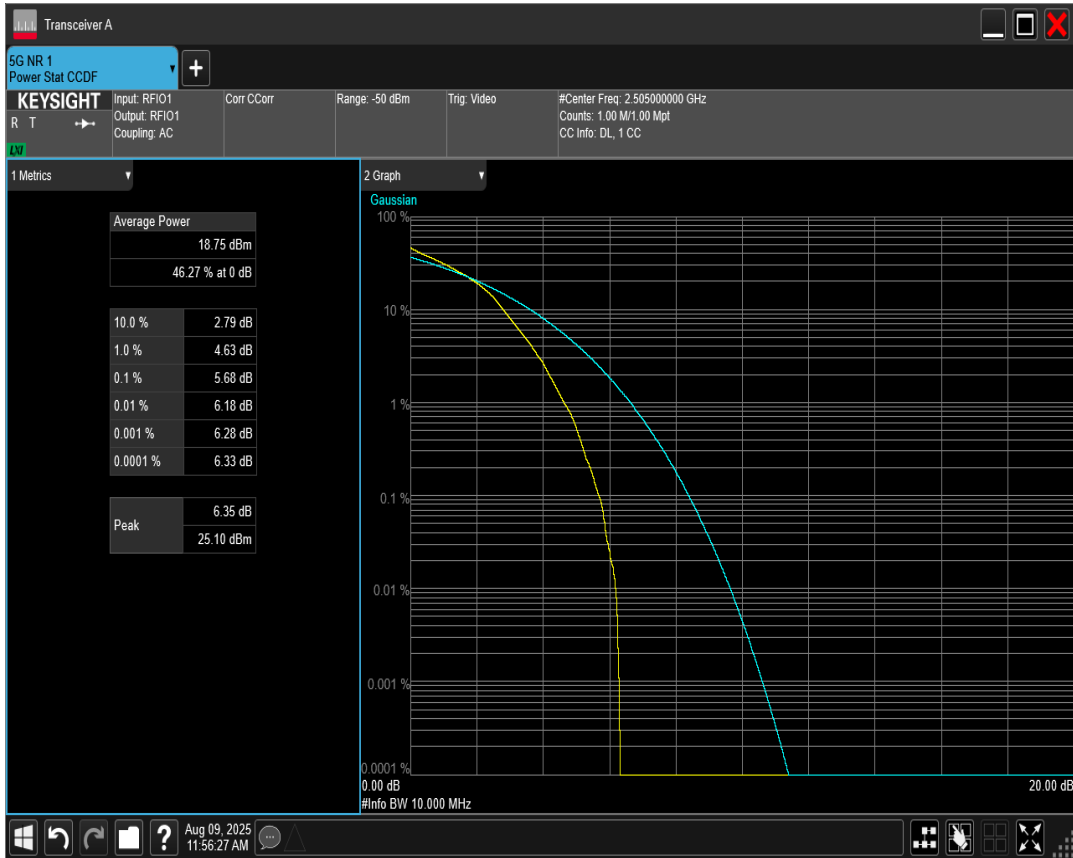 Transceiver A
5G NR 1
Power Stat CCDF
+
KEYSIGHT
R T
LXI
Input: RFIO1
Output: RFIO1
Coupling: AC
Corr CCorr
Range: -50 dBm
Trig: Video
#Center Freq: 2.505000000 GHz
Counts: 1.00 M/1.00 Mpt
CC Info: DL, 1 CC
1 Metrics
Average Power
18.75 dBm
46.27 % at 0 dB
10.0 % 2.79 dB
1.0 % 4.63 dB
0.1 % 5.68 dB
0.01 % 6.18 dB
0.001 % 6.28 dB
0.0001 % 6.33 dB
Peak 6.35 dB
25.10 dBm
2 Graph
Gaussian
100 %
10 %
1 %
0.1 %
0.01 %
0.001 %
0.0001 %
0.00 dB 20.00 dB
#Info BW 10.000 MHz
?
Aug 09, 2025
11:56:27 AM